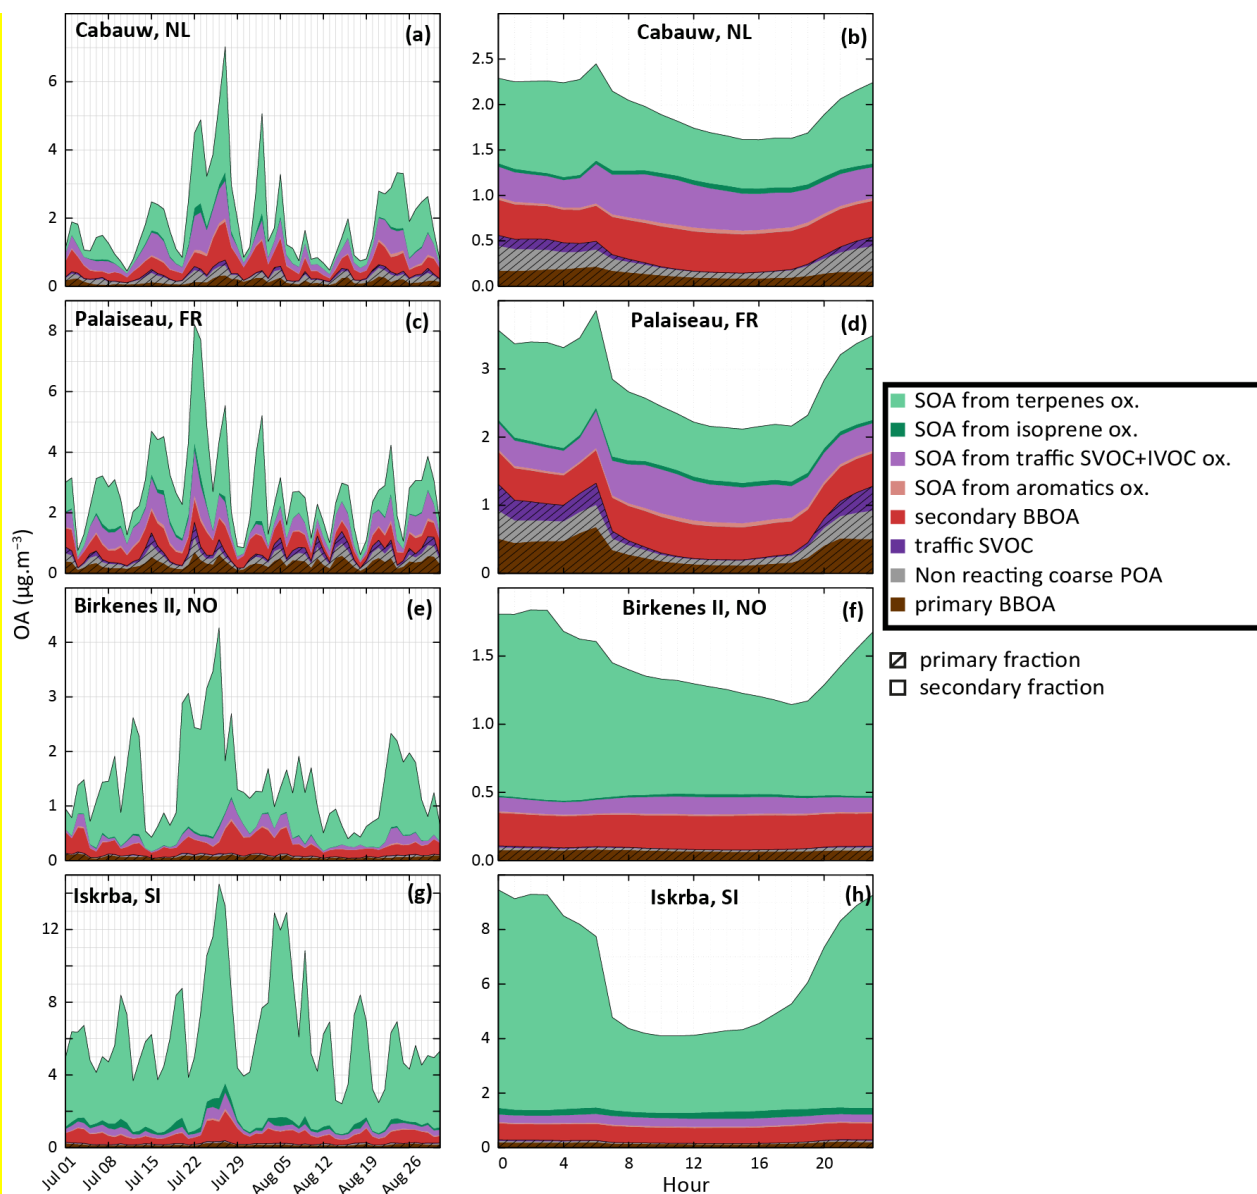 Cabauw, NL
(a)
6
4
2
0
Cabauw, NL
(b)
2.5
2.0
1.5
1.0
0.5
0.0
Palaiseau, FR
(c)
8
6
4
2
0
Palaiseau, FR
(d)
3
2
1
0
SOA from terpenes ox.
SOA from isoprene ox.
SOA from traffic SVOC+IVOC ox.
SOA from aromatics ox.
secondary BBOA
traffic SVOC
Non reacting coarse POA
primary BBOA
primary fraction
secondary fraction
OA (µg.m⁻³)
Birkenes II, NO
(e)
4
3
2
1
0
Birkenes II, NO
(f)
1.5
1.0
0.5
0.0
Iskrba, SI
(g)
12
8
4
0
Jul 01
Jul 08
Jul 15
Jul 22
Jul 29
Aug 05
Aug 12
Aug 19
Aug 26
Iskrba, SI
(h)
8
6
4
2
0
0
4
8
12
16
20
Hour